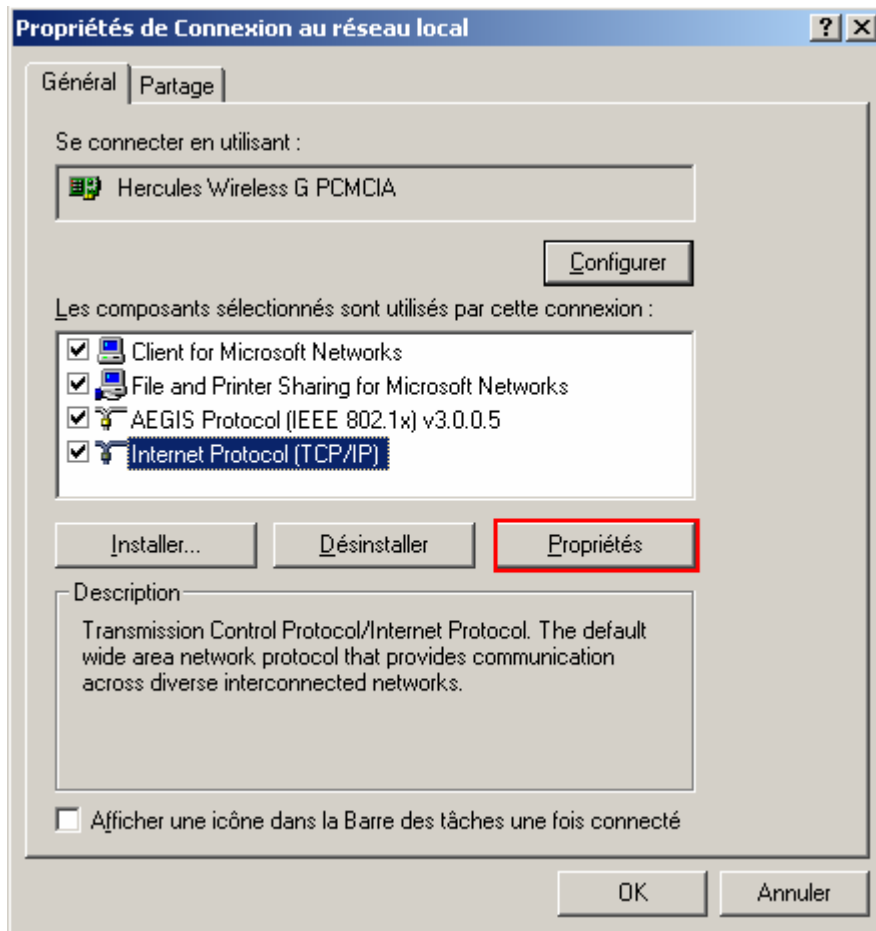 Propriétés de Connexion au réseau local
Général
Partage
Se connecter en utilisant :
Hercules Wireless G PCMCIA
Configurer
Les composants sélectionnés sont utilisés par cette connexion :
Client for Microsoft Networks
File and Printer Sharing for Microsoft Networks
AEGIS Protocol (IEEE 802.1x) v3.0.0.5
Internet Protocol (TCP/IP)
Installer...
Désinstaller
Propriétés
Description
Transmission Control Protocol/Internet Protocol. The default
wide area network protocol that provides communication
across diverse interconnected networks.
Afficher une icône dans la Barre des tâches une fois connecté
OK
Annuler